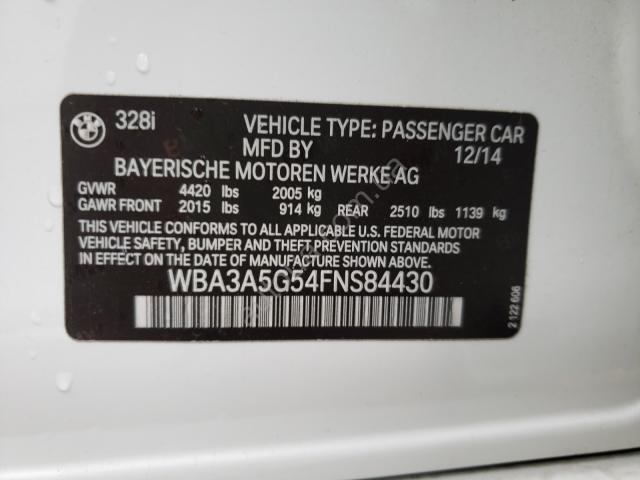 328i
VEHICLE TYPE: PASSENGER CAR
MFD BY 12/14
BAYERISCHE MOTOREN WERKE AG
GVWR 4420 lbs 2005 kg
GAWR FRONT 2015 lbs 914 kg REAR 2510 lbs 1139 kg
THIS VEHICLE CONFORMS TO ALL APPLICABLE U.S. FEDERAL MOTOR
VEHICLE SAFETY, BUMPER AND THEFT PREVENTION STANDARDS IN
EFFECT ON THE DATE OF MANUFACTURE SHOWN ABOVE.
WBA3A5G54FNS84430
2 122 606